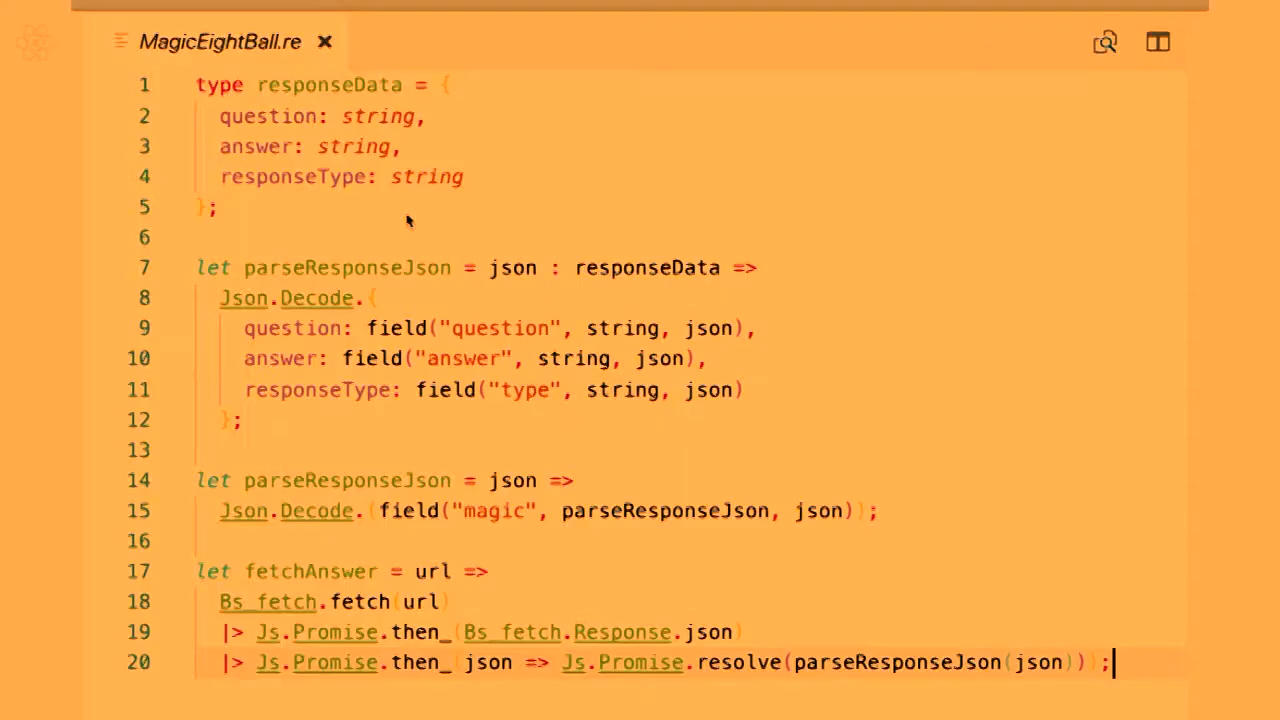 MagicEightBall.re ×
1 type responseData = {
2 question: string,
3 answer: string,
4 responseType: string
5 };
6
7 let parseResponseJson = json : responseData =>
8 Json.Decode.{
9 question: field("question", string, json),
10 answer: field("answer", string, json),
11 responseType: field("type", string, json)
12 };
13
14 let parseResponseJson = json =>
15 Json.Decode.(field("magic", parseResponseJson, json));
16
17 let fetchAnswer = url =>
18 Bs_fetch.fetch(url)
19 |> Js.Promise.then_(Bs_fetch.Response.json)
20 |> Js.Promise.then_(json => Js.Promise.resolve(parseResponseJson(json)));